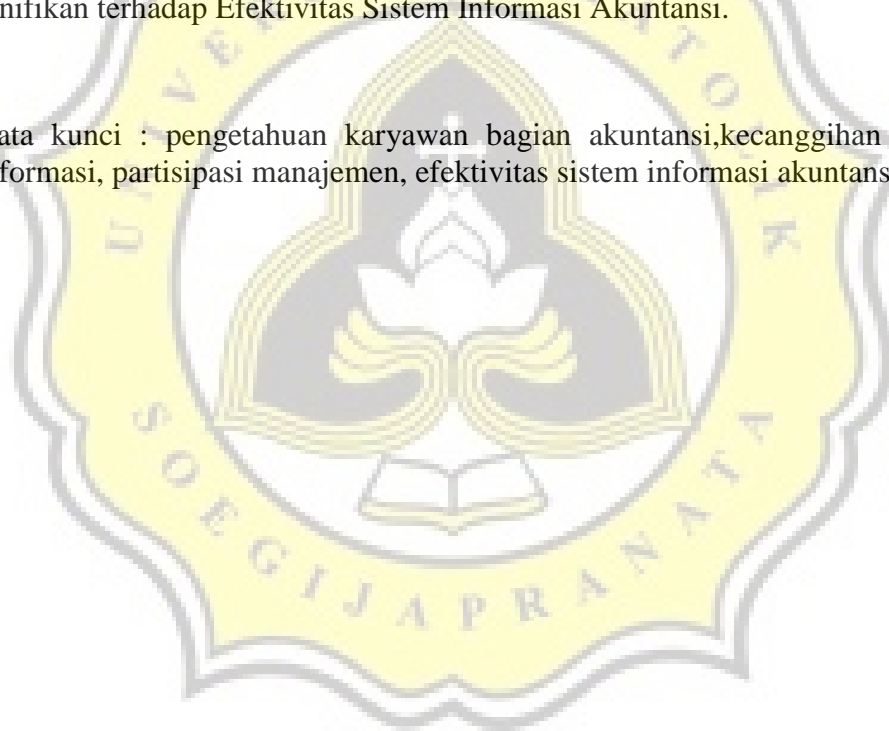 nifikan terhadap Efektivitas Sistem Informasi Akuntansi.
ata kunci : pengetahuan karyawan bagian akuntansi,kecanggihan
formasi, partisipasi manajemen, efektivitas sistem informasi akuntans
SOEGIJAPRANATA